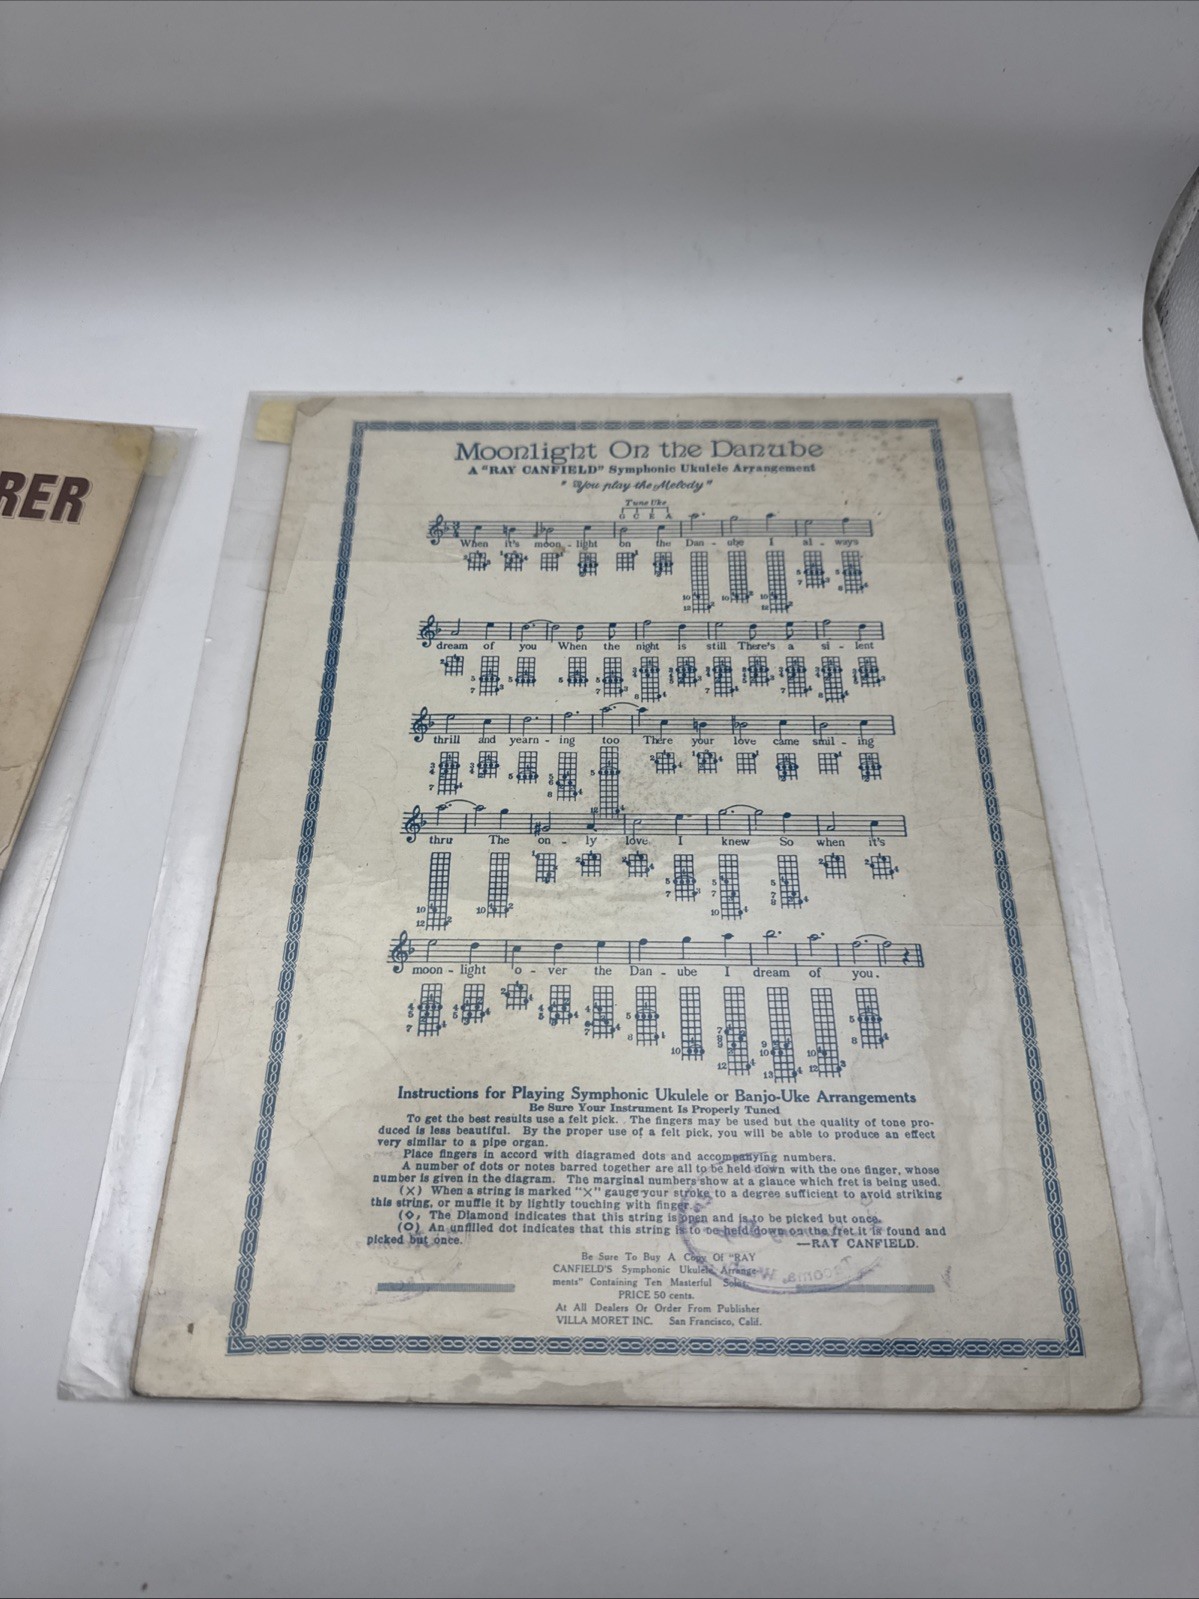 RER
Moonlight On the Danube
A "RAY CANFIELD" Symphonic Ukulele Arrangement
"You play the Melody"
Tune Uke
G C E A
When it's moon - light on the Dan - ube I al - ways
dream of you When the night is still There's a si - lent
thrill and yearn - ing too There your love came smil - ing
thru The on - ly love I knew So when it's
moon - light o - ver the Dan - ube I dream of you.
Instructions for Playing Symphonic Ukulele or Banjo-Uke Arrangements
Be Sure Your Instrument Is Properly Tuned
To get the best results use a felt pick. The fingers may be used but the quality of tone pro-
duced is less beautiful. By the proper use of a felt pick, you will be able to produce an effect
very similar to a pipe organ.
Place fingers in accord with diagramed dots and accompanying numbers.
A number of dots or notes barred together are all to be held down with the one finger, whose
number is given in the diagram. The marginal numbers show at a glance which fret is being used.
(X) When a string is marked "X" gauge your stroke to a degree sufficient to avoid striking
this string, or muffle it by lightly touching with finger.
(◇) The Diamond indicates that this string is open and is to be picked but once.
(O) An unfilled dot indicates that this string is to be held down on the fret it is found and
picked but once. —RAY CANFIELD.
Be Sure To Buy A Copy Of "RAY
CANFIELD'S Symphonic Ukulele Arrange-
ments" Containing Ten Masterful Solos.
PRICE 50 cents.
At All Dealers Or Order From Publisher
VILLA MORET INC. San Francisco, Calif.
Tacoma, W